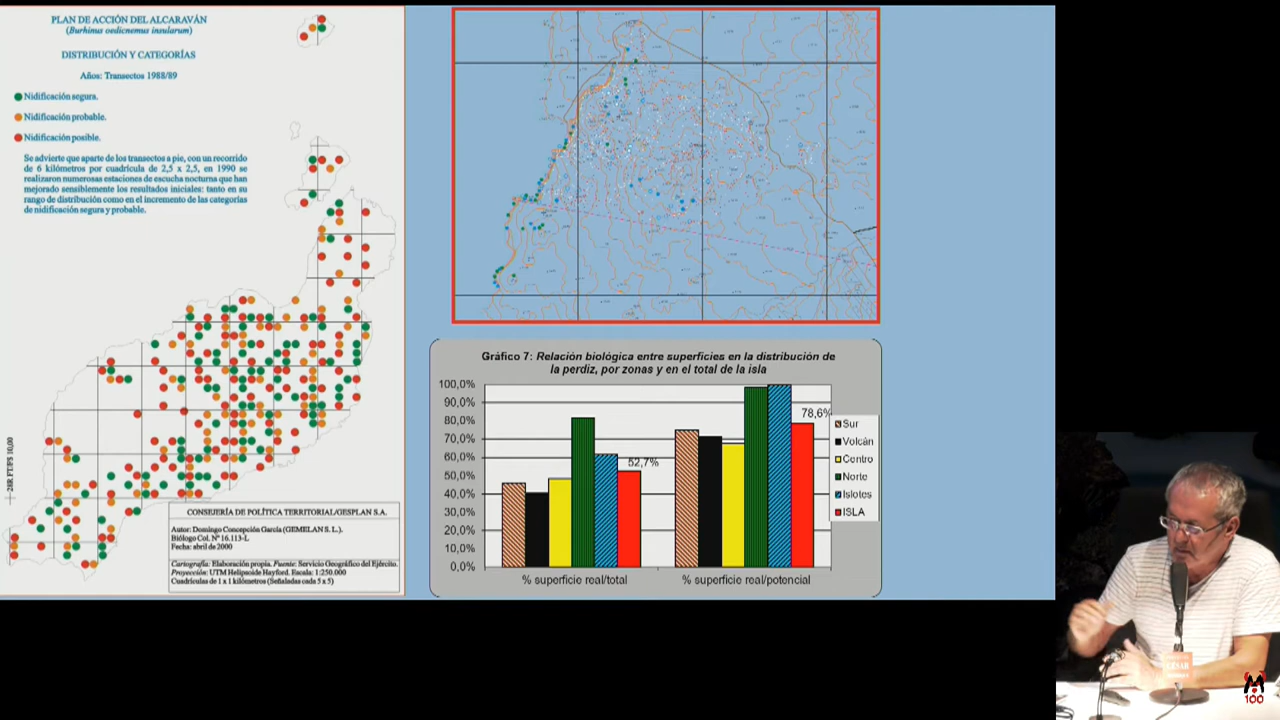 PLAN DE ACCIÓN DEL ALCARAVÁN
(Burhinus oedicnemus insularum)
DISTRIBUCIÓN Y CATEGORÍAS
Años: Transectos 1988/89
Nidificación segura.
Nidificación probable.
Nidificación posible.
Se advierte que aparte de los transectos a pie, con un recorrido
de 6 kilómetros por cuadrícula de 2,5 x 2,5, en 1990 se
realizaron numerosas estaciones de escucha nocturna que han
mejorado sensiblemente los resultados iniciales: tanto en su
rango de distribución como en el incremento de las categorías
de nidificación segura y probable.
28R FT/FS 10,00
CONSEJERÍA DE POLÍTICA TERRITORIAL/GESPLAN S.A.
Autor: Domingo Concepción García (GEMELAN S. L.).
Biólogo Col. Nº 16.113-L
Fecha: abril de 2000
Cartografía: Elaboración propia. Fuente: Servicio Geográfico del Ejército.
Proyección: UTM Helipsoide Hayford. Escala: 1:250.000
Cuadrículas de 1 x 1 kilómetros (Señaladas cada 5 x 5)
Gráfico 7: Relación biológica entre superficies en la distribución de
la perdiz, por zonas y en el total de la isla
100,0%
90,0%
80,0%
70,0%
60,0%
50,0%
40,0%
30,0%
20,0%
10,0%
0,0%
52,7%
78,6%
% superficie real/total
% superficie real/potencial
Sur
Volcán
Centro
Norte
Islotes
ISLA
CÉSAR
M
100